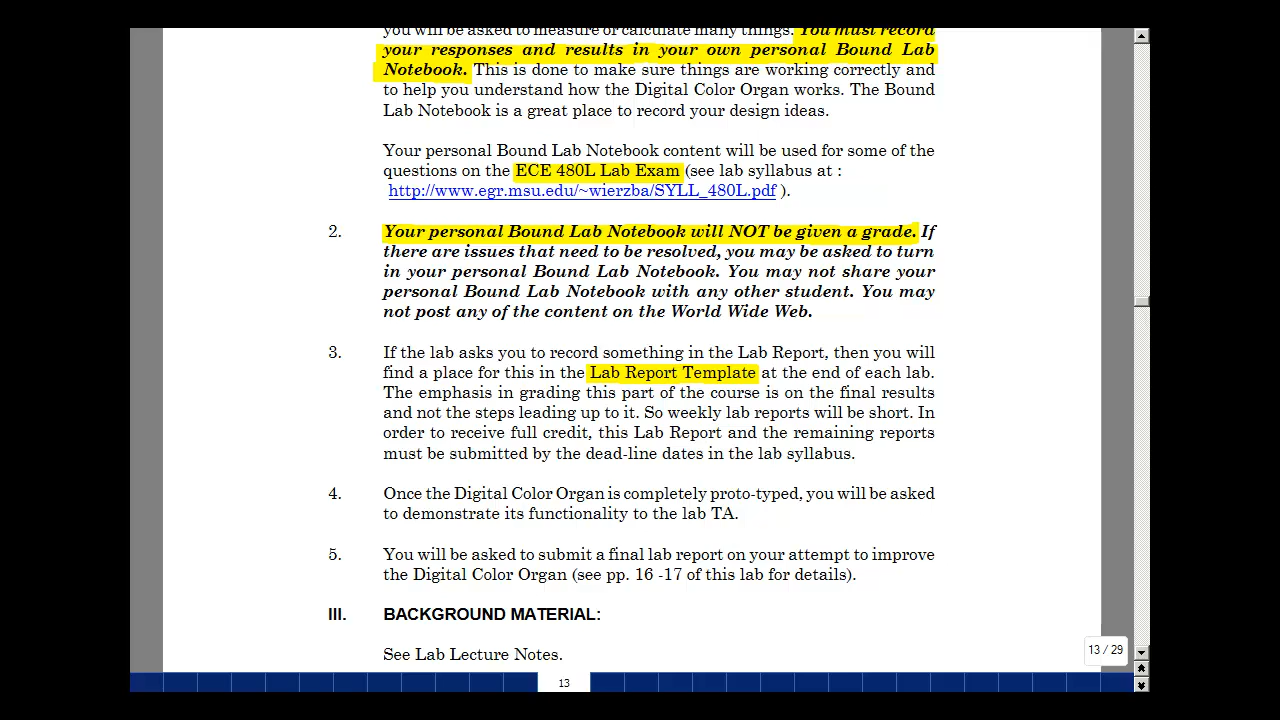 you will be asked to measure or calculate many things. You must record
your responses and results in your own personal Bound Lab
Notebook. This is done to make sure things are working correctly and
to help you understand how the Digital Color Organ works. The Bound
Lab Notebook is a great place to record your design ideas.
Your personal Bound Lab Notebook content will be used for some of the
questions on the ECE 480L Lab Exam (see lab syllabus at :
http://www.egr.msu.edu/~wierzba/SYLL_480L.pdf ).
2. Your personal Bound Lab Notebook will NOT be given a grade. If
there are issues that need to be resolved, you may be asked to turn
in your personal Bound Lab Notebook. You may not share your
personal Bound Lab Notebook with any other student. You may
not post any of the content on the World Wide Web.
3. If the lab asks you to record something in the Lab Report, then you will
find a place for this in the Lab Report Template at the end of each lab.
The emphasis in grading this part of the course is on the final results
and not the steps leading up to it. So weekly lab reports will be short. In
order to receive full credit, this Lab Report and the remaining reports
must be submitted by the dead-line dates in the lab syllabus.
4. Once the Digital Color Organ is completely proto-typed, you will be asked
to demonstrate its functionality to the lab TA.
5. You will be asked to submit a final lab report on your attempt to improve
the Digital Color Organ (see pp. 16 -17 of this lab for details).
III. BACKGROUND MATERIAL:
See Lab Lecture Notes.
13 / 29
13